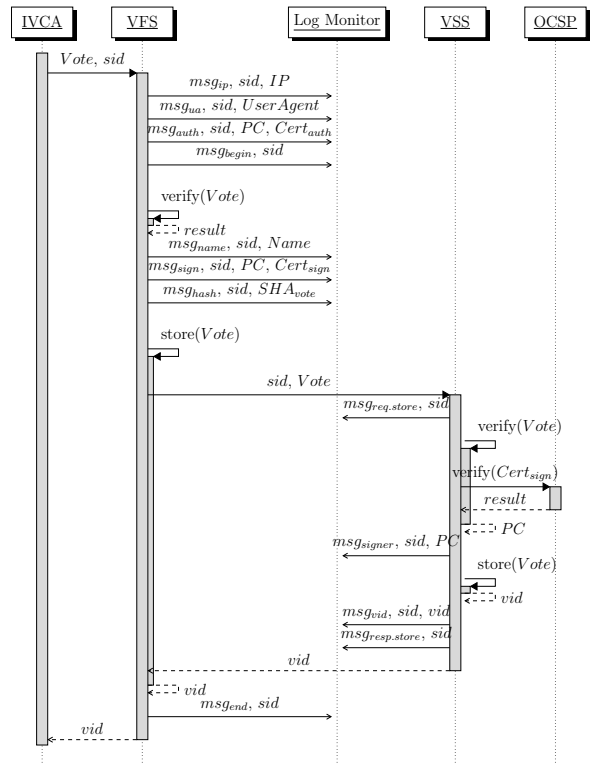 IVCA VFS Log Monitor VSS OCSP
Vote, sid
msg_ip, sid, IP
msg_ua, sid, UserAgent
msg_auth, sid, PC, Cert_auth
msg_begin, sid
verify(Vote)
result
msg_name, sid, Name
msg_sign, sid, PC, Cert_sign
msg_hash, sid, SHA_vote
store(Vote)
sid, Vote
msg_req.store, sid
verify(Vote)
verify(Cert_sign)
result
PC
msg_signer, sid, PC
store(Vote)
vid
msg_vid, sid, vid
msg_resp.store, sid
vid
vid
msg_end, sid
vid